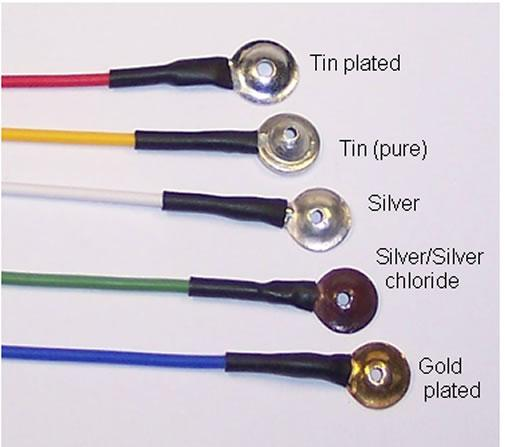 Tin plated
Tin (pure)
Silver
Silver/Silver
chloride
Gold
plated